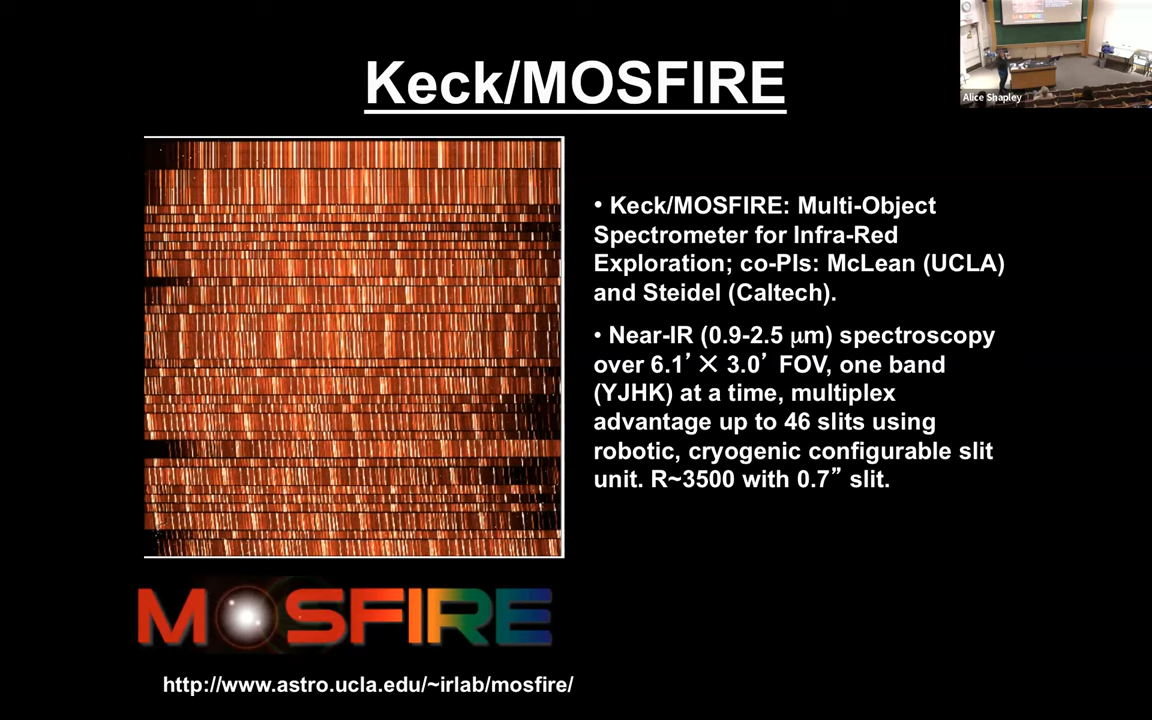 Keck/MOSFIRE
Alice Shapley
• Keck/MOSFIRE: Multi-Object
Spectrometer for Infra-Red
Exploration; co-PIs: McLean (UCLA)
and Steidel (Caltech).
• Near-IR (0.9-2.5 μm) spectroscopy
over 6.1’ × 3.0’ FOV, one band
(YJHK) at a time, multiplex
advantage up to 46 slits using
robotic, cryogenic configurable slit
unit. R~3500 with 0.7” slit.
MOSFIRE
http://www.astro.ucla.edu/~irlab/mosfire/